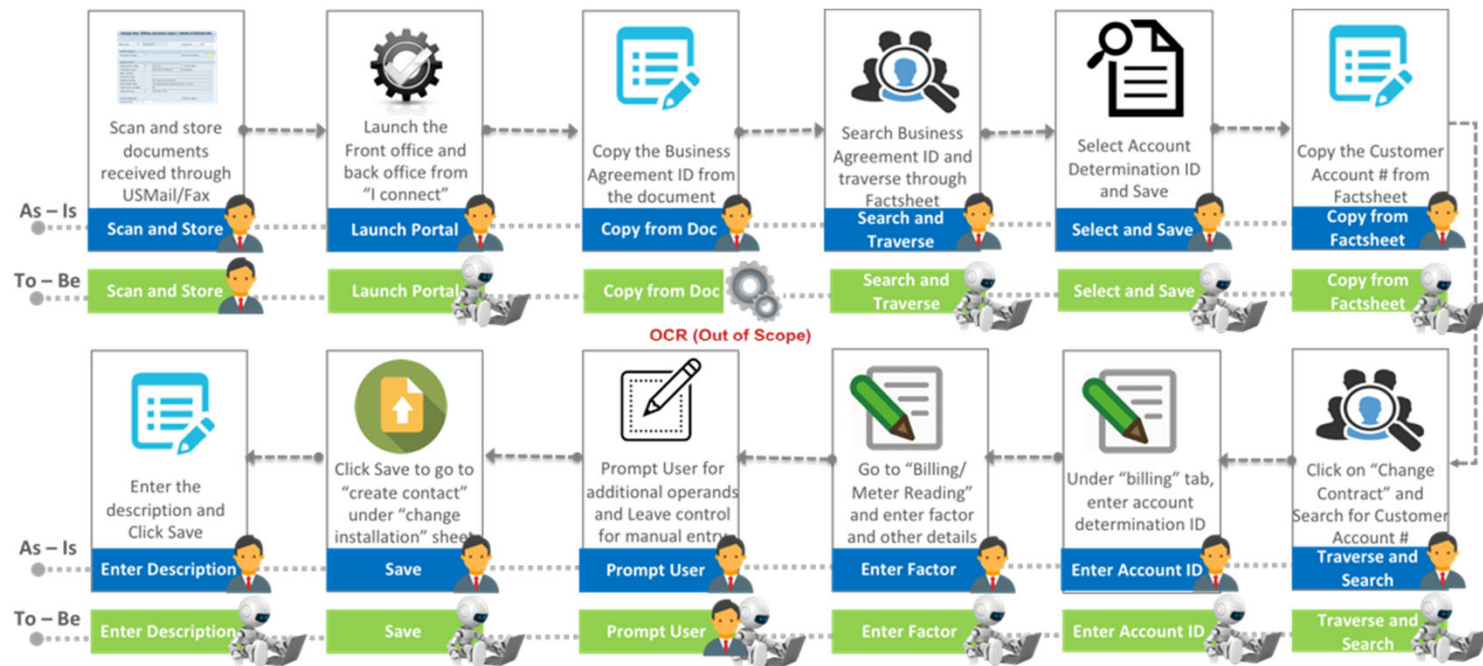 Scan and store
documents
received through
USMail/Fax
Launch the
Front office and
back office from
“I connect”
Copy the Business
Agreement ID from
the document
Search Business
Agreement ID and
traverse through
Factsheet
Select Account
Determination ID
and Save
Copy the Customer
Account # from
Factsheet
As – Is
Scan and Store
Launch Portal
Copy from Doc
Search and
Traverse
Select and Save
Copy from
Factsheet
To – Be
Scan and Store
Launch Portal
Copy from Doc
Search and
Traverse
Select and Save
Copy from
Factsheet
OCR (Out of Scope)
Enter the
description and
Click Save
Click Save to go to
“create contact”
under “change
installation” sheet
Prompt User for
additional operands
and Leave control
for manual entry
Go to “Billing/
Meter Reading”
and enter factor
and other details
Under “billing” tab,
enter account
determination ID
Click on “Change
Contract” and
Search for Customer
Account #
As – Is
Enter Description
Save
Prompt User
Enter Factor
Enter Account ID
Traverse and
Search
To – Be
Enter Description
Save
Prompt User
Enter Factor
Enter Account ID
Traverse and
Search